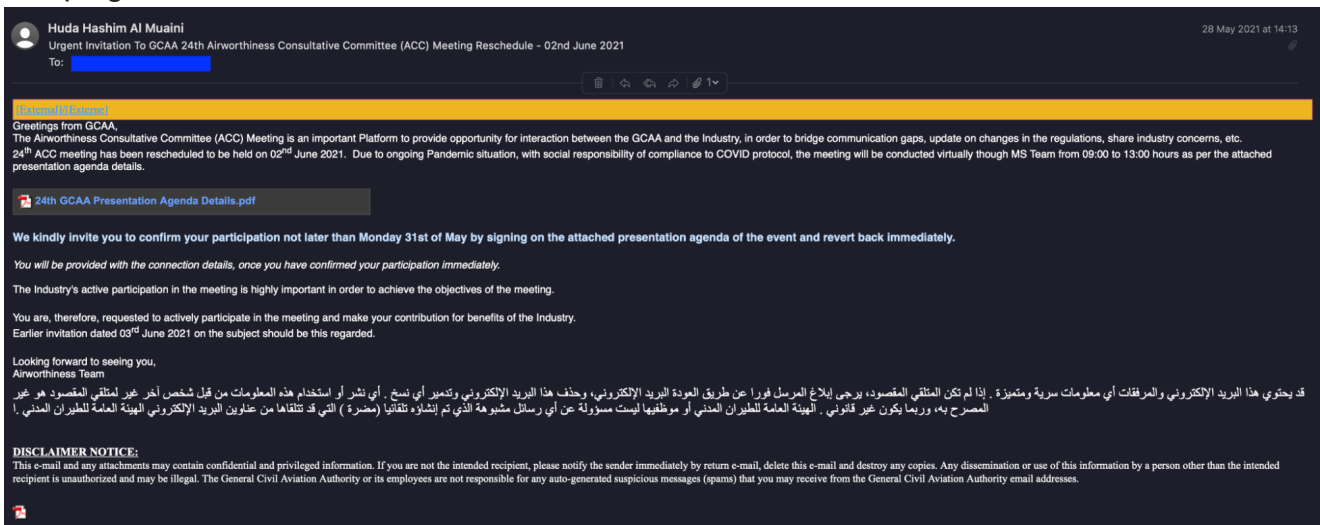 Huda Hashim Al Muaini
28 May 2021 at 14:13
Urgent Invitation To GCAA 24th Airworthiness Consultative Committee (ACC) Meeting Reschedule - 02nd June 2021
To:
1
[External]/[Externe]
Greetings from GCAA,
The Airworthiness Consultative Committee (ACC) Meeting is an important Platform to provide opportunity for interaction between the GCAA and the Industry, in order to bridge communication gaps, update on changes in the regulations, share industry concerns, etc.
24th ACC meeting has been rescheduled to be held on 02nd June 2021. Due to ongoing Pandemic situation, with social responsibility of compliance to COVID protocol, the meeting will be conducted virtually though MS Team from 09:00 to 13:00 hours as per the attached
presentation agenda details.
24th GCAA Presentation Agenda Details.pdf
We kindly invite you to confirm your participation not later than Monday 31st of May by signing on the attached presentation agenda of the event and revert back immediately.
You will be provided with the connection details, once you have confirmed your participation immediately.
The Industry's active participation in the meeting is highly important in order to achieve the objectives of the meeting.
You are, therefore, requested to actively participate in the meeting and make your contribution for benefits of the Industry.
Earlier invitation dated 03rd June 2021 on the subject should be this regarded.
Looking forward to seeing you,
Airworthiness Team
قد يحتوي هذا البريد الإلكتروني والمرفقات أي معلومات سرية ومتميزة . إذا لم تكن المتلقي المقصود، يرجى إبلاغ المرسل فورا عن طريق العودة البريد الإلكتروني، وحذف هذا البريد الإلكتروني وتدمير أي نسخ . أي نشر أو استخدام هذه المعلومات من قبل شخص آخر غير لمتلقي المقصود هو غير
المصرح به، وربما يكون غير قانوني . الهيئة العامة للطيران المدني أو موظفيها ليست مسؤولة عن أي رسائل مشبوهة الذي تم إنشاؤه تلقائيا (مضرة ) التي قد تتلقاها من عناوين البريد الإلكتروني الهيئة العامة للطيران المدني .ا
DISCLAIMER NOTICE:
This e-mail and any attachments may contain confidential and privileged information. If you are not the intended recipient, please notify the sender immediately by return e-mail, delete this e-mail and destroy any copies. Any dissemination or use of this information by a person other than the intended
recipient is unauthorized and may be illegal. The General Civil Aviation Authority or its employees are not responsible for any auto-generated suspicious messages (spams) that you may receive from the General Civil Aviation Authority email addresses.